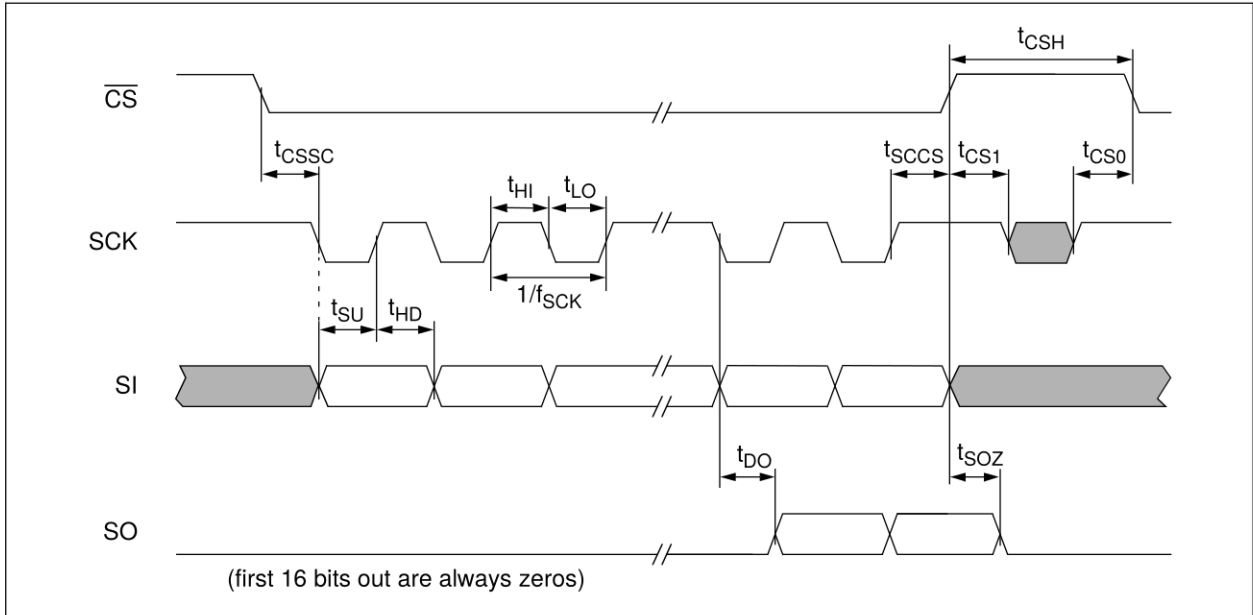 tCSH
CS
tCSSC
tSCCS
tCS1
tCS0
tHI
tLO
SCK
1/fSCK
tSU
tHD
SI
tDO
tSOZ
SO
(first 16 bits out are always zeros)